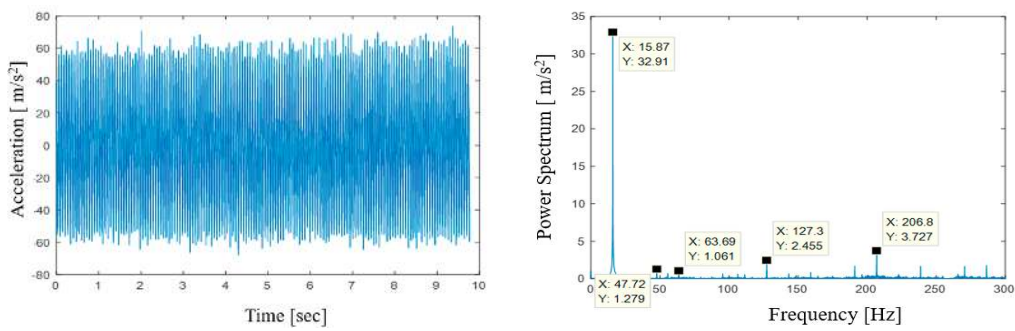 80
60
40
20
0
-20
-40
-60
-80
Acceleration [ m/s²]
0 1 2 3 4 5 6 7 8 9 10
Time [sec]
35
30
25
20
15
10
5
0
Power Spectrum [ m/s²]
X: 15.87
Y: 32.91
X: 47.72
Y: 1.279
X: 63.69
Y: 1.061
X: 127.3
Y: 2.455
X: 206.8
Y: 3.727
100 150 200 250 300
Frequency [Hz]